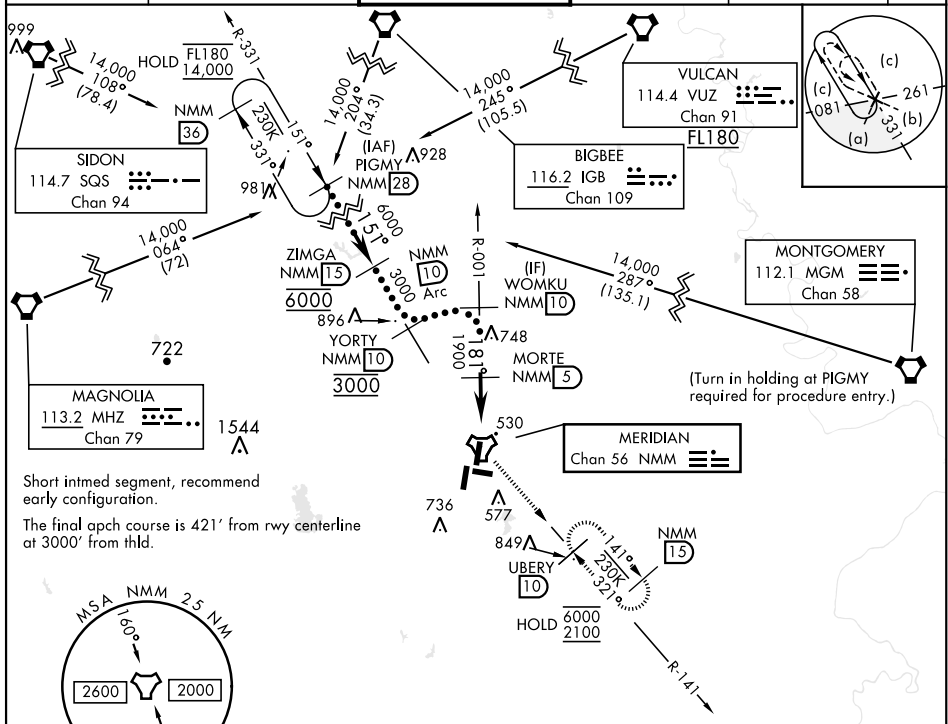 999
14,000
108°
(78.4)
HOLD FL180
14,000
R-331
NMM
36
230K
151°
331°
14,000
204°
(34.3)
14,000
245°
(105.5)
VULCAN
114.4 VUZ
Chan 91
FL180
(c)
(c)
261
081
(a)
(b)
331
SIDON
114.7 SQS
Chan 94
981
(IAF)
PIGMY
NMM 28
928
BIGBEE
116.2 IGB
Chan 109
6000
151°
14,000
064°
(72)
ZIMGA
NMM 15
6000
3000
NMM
10
Arc
R-001
(IF)
WOMKU
NMM 10
14,000
287°
(135.1)
MONTGOMERY
112.1 MGM
Chan 58
896
YORTY
NMM 10
3000
748
181°
1900
MORTE
NMM 5
722
(Turn in holding at PIGMY
required for procedure entry.)
MAGNOLIA
113.2 MHZ
Chan 79
1544
530
MERIDIAN
Chan 56 NMM
Short intmed segment, recommend
early configuration.
The final apch course is 421' from rwy centerline
at 3000' from thld.
736
577
849
UBERY
10
141°
230K
321°
NMM
15
HOLD 6000
2100
R-141
MSA NMM 25 NM
160°
2600
2000